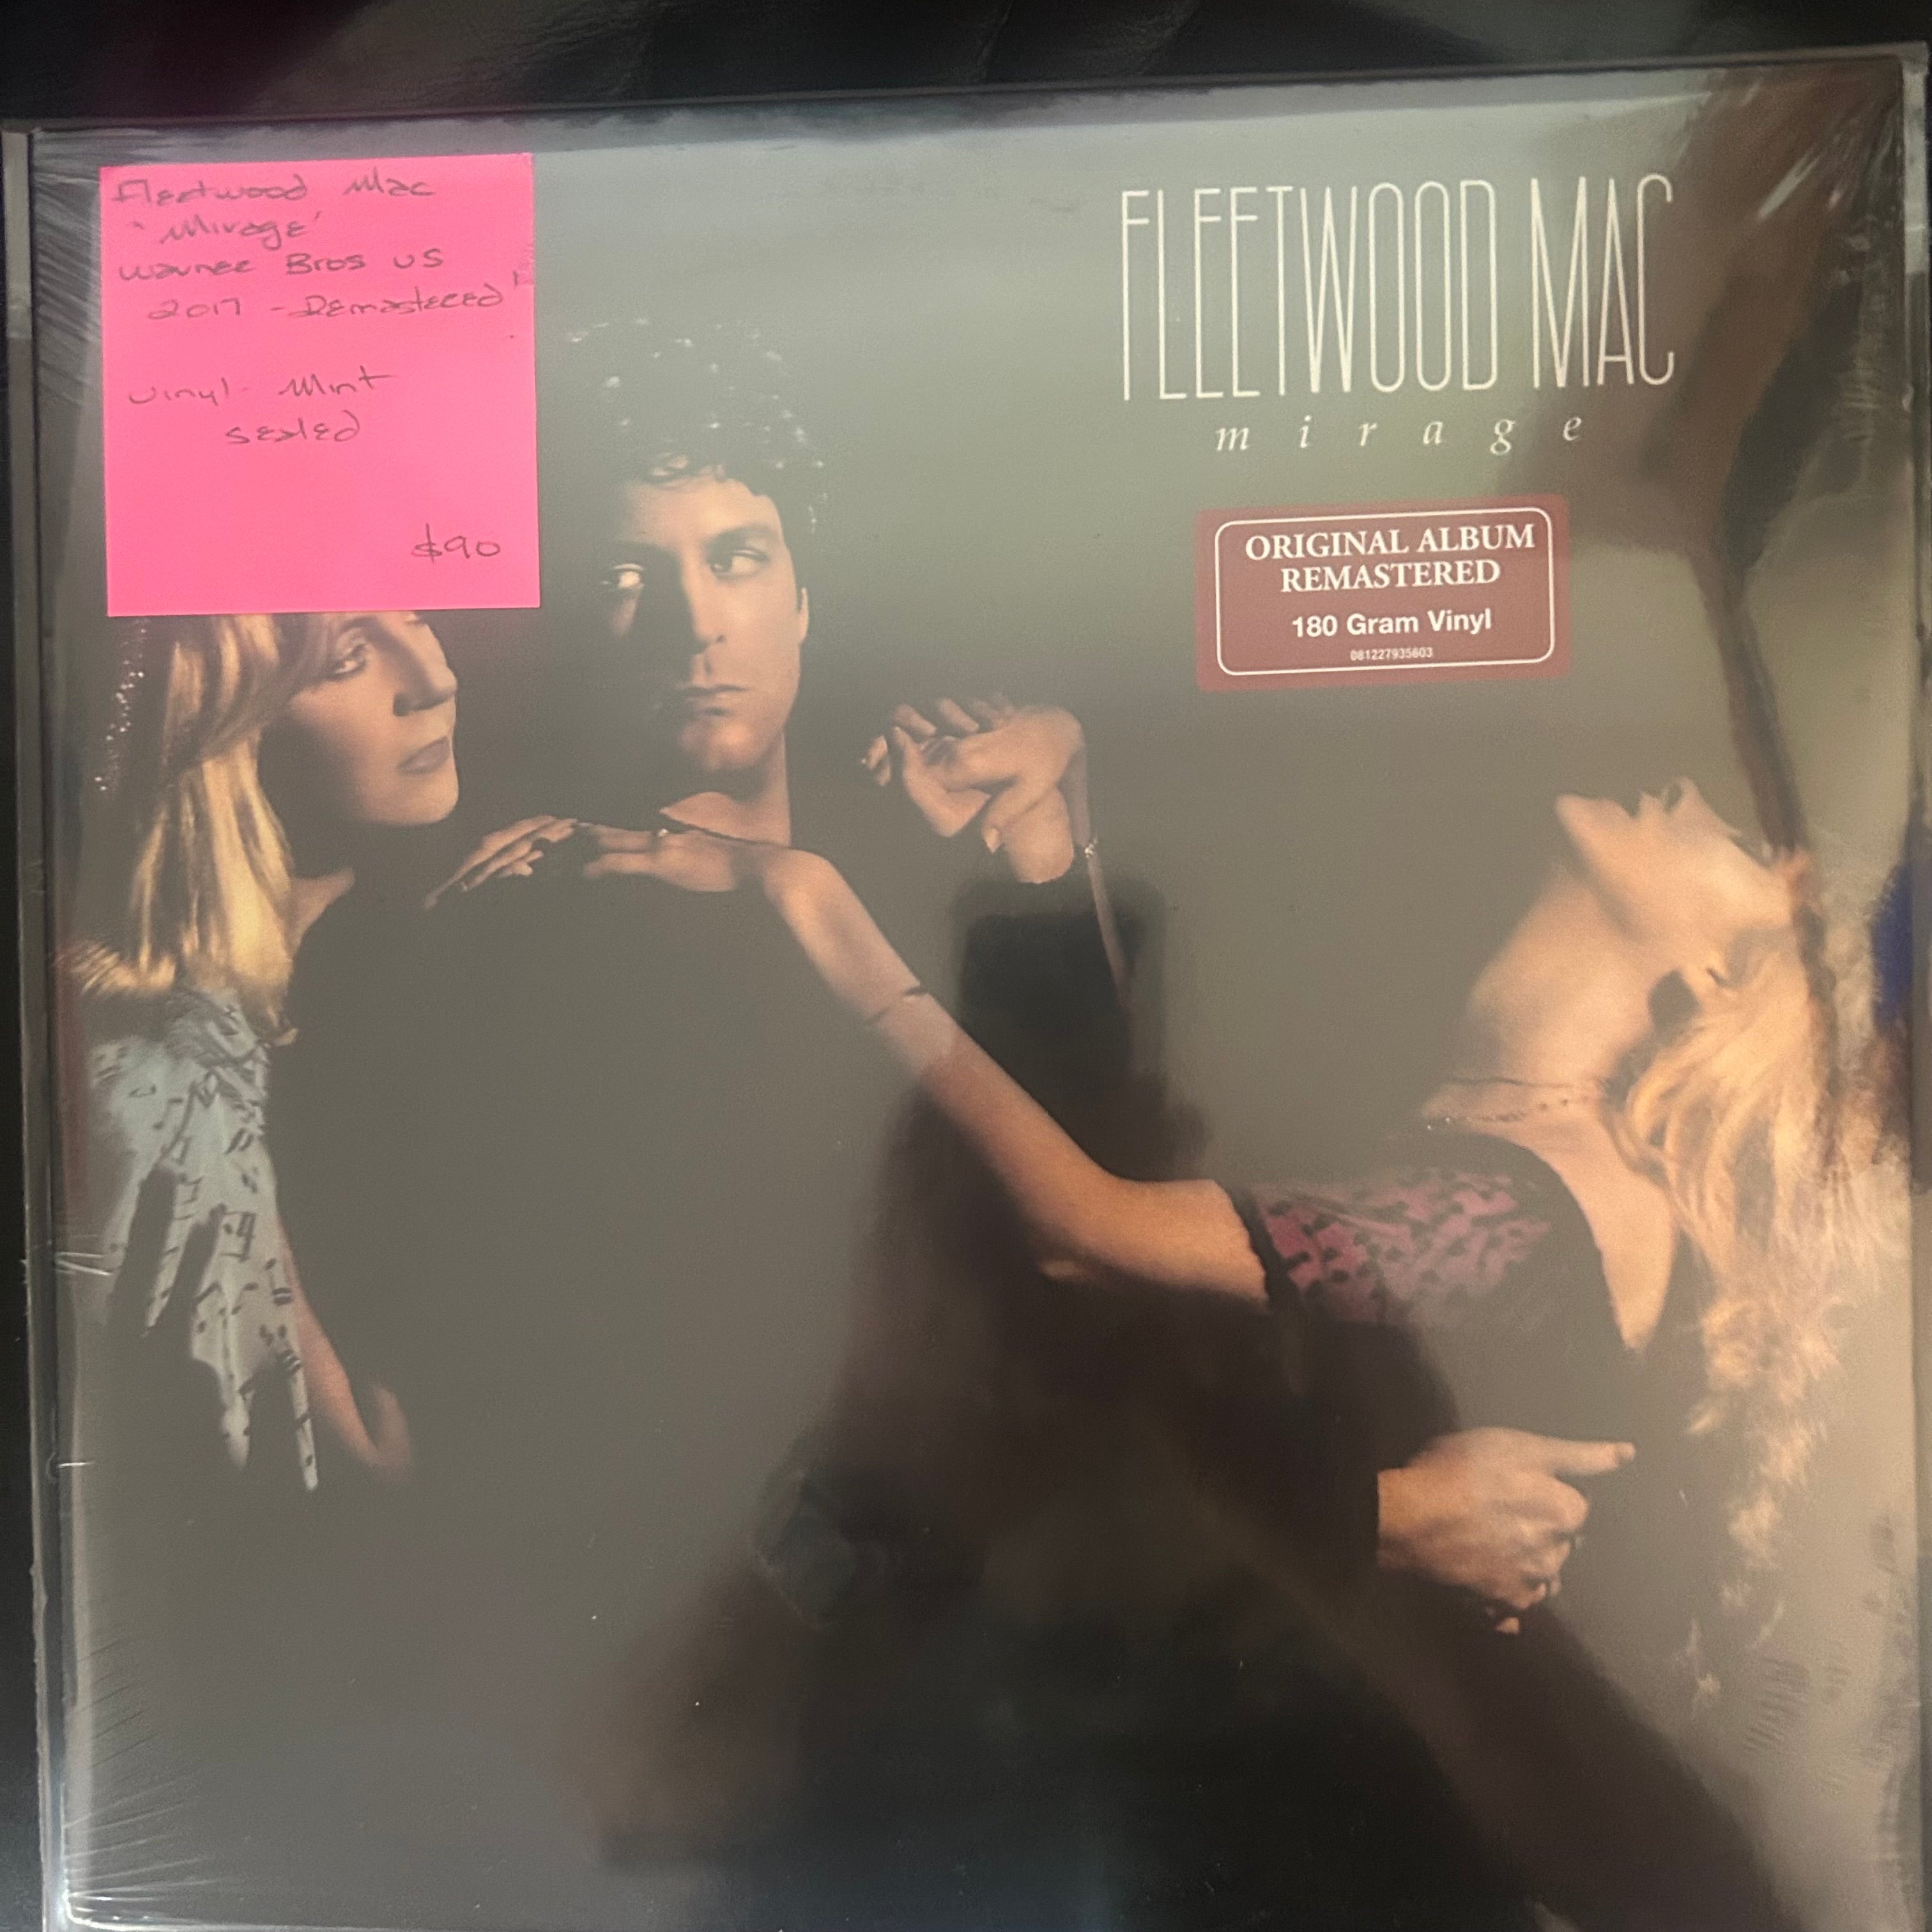 Fleetwood Mac
'Mirage'
Warner Bros US
2017 - Remastered
Vinyl - Mint
sealed
$90
FLEETWOOD MAC
mirage
ORIGINAL ALBUM
REMASTERED
180 Gram Vinyl
081227935603